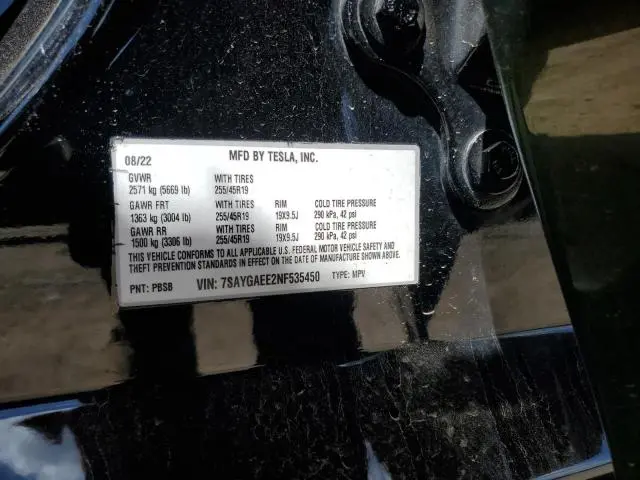 08/22 MFD BY TESLA, INC.
GVWR WITH TIRES
2571 kg (5669 lb) 255/45R19
GAWR FRT WITH TIRES RIM COLD TIRE PRESSURE
1363 kg (3004 lb) 255/45R19 19X9.5J 290 kPa, 42 psi
GAWR RR WITH TIRES RIM COLD TIRE PRESSURE
1500 kg (3306 lb) 255/45R19 19X9.5J 290 kPa, 42 psi
THIS VEHICLE CONFORMS TO ALL APPLICABLE U.S. FEDERAL MOTOR VEHICLE SAFETY AND
THEFT PREVENTION STANDARDS IN EFFECT ON THE DATE OF MANUFACTURE SHOWN ABOVE.
PNT: PBSB VIN: 7SAYGAEE2NF535450 TYPE: MPV